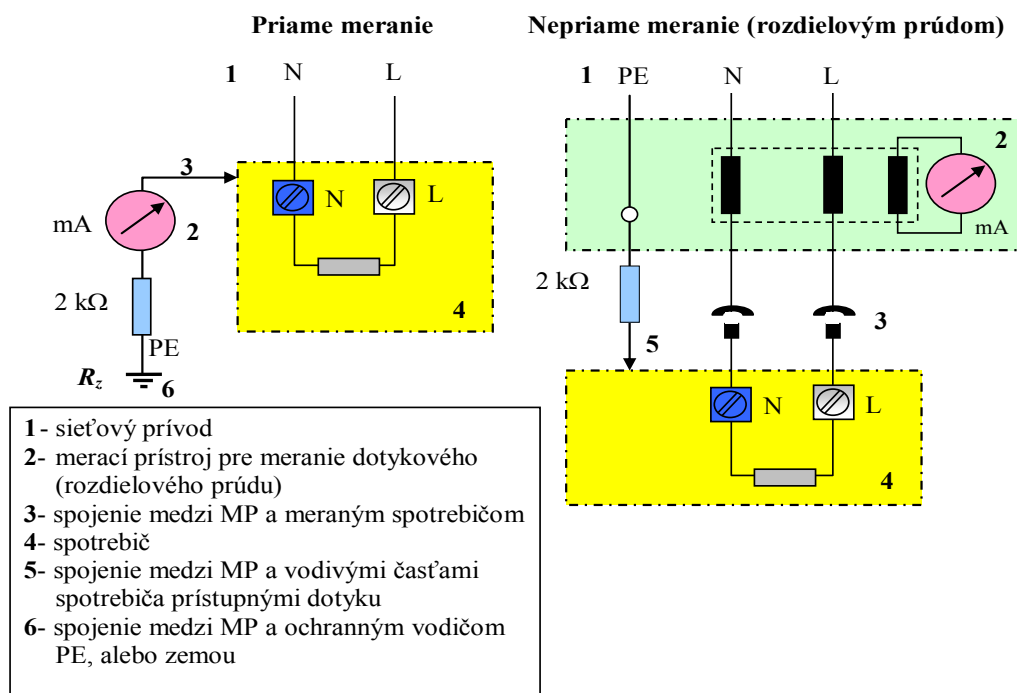 Priame meranie
1 N L
3
mA 2
N L
2 kΩ
PE
4
Rz 6
Nepriame meranie (rozdielovým prúdom)
1 PE N L
2
mA
2 kΩ
3
5
N L
4
1- sieťový prívod
2- merací prístroj pre meranie dotykového
(rozdielového prúdu)
3- spojenie medzi MP a meraným spotrebičom
4- spotrebič
5- spojenie medzi MP a vodivými časťami
spotrebiča prístupnými dotyku
6- spojenie medzi MP a ochranným vodičom
PE, alebo zemou